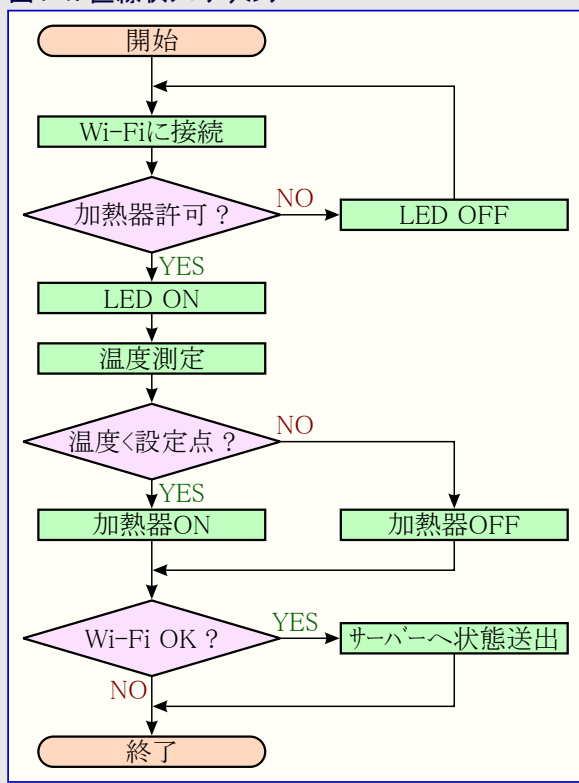 開始
Wi-Fiに接続
加熱器許可?
NO
LED OFF
YES
LED ON
温度測定
温度<設定点?
NO
YES
加熱器ON
加熱器OFF
Wi-Fi OK?
YES
サーバーへ状態送出
NO
終了